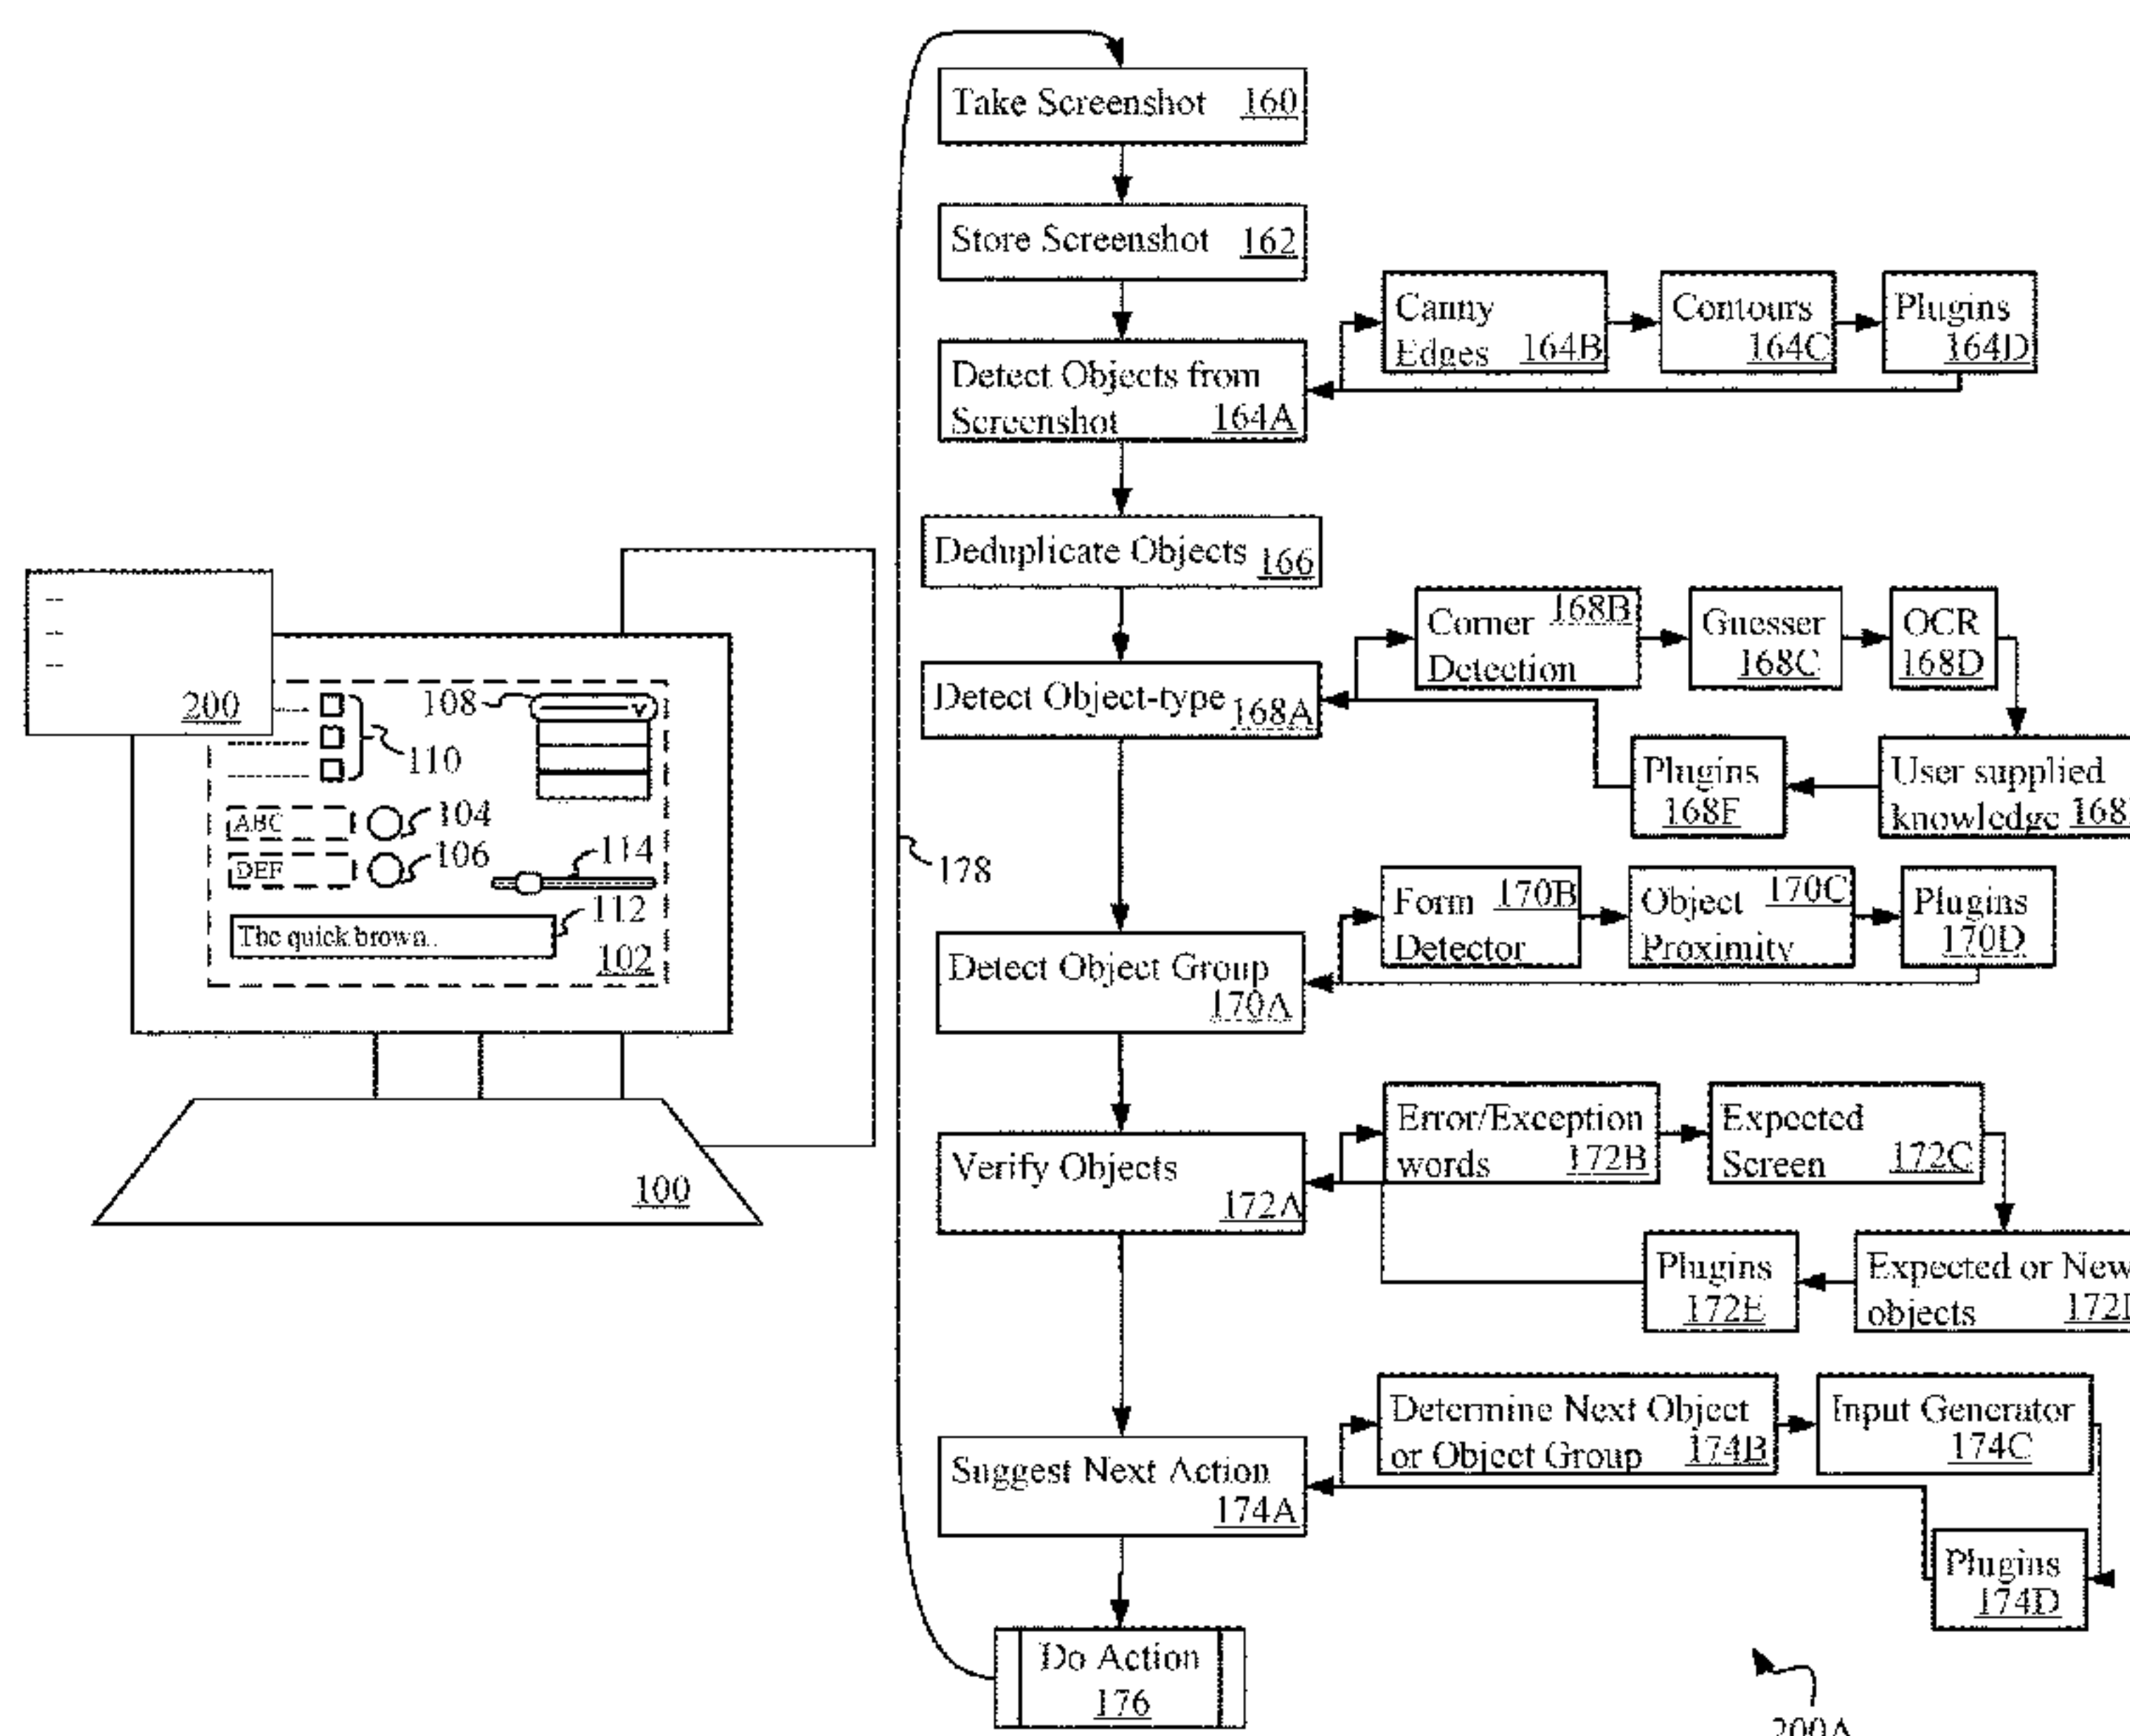 Take Screenshot 160
Store Screenshot 162
Detect Objects from
Screenshot 164A
Canny
Edges 164B
Contours
164C
Plugins
164D
Deduplicate Objects 166
Detect Object-type 168A
Corner 168B
Detection
Guesser
168C
OCR
168D
User supplied
knowledge
Plugins
168F
Detect Object Group
170A
Form 170B
Detector
Object 170C
Proximity
Plugins
170D
Verify Objects
172A
Error/Exception
words 172B
Expected
Screen 172C
Expected or New
objects
Plugins
172E
Suggest Next Action
174A
Determine Next Object
or Object Group 174B
Input Generator
174C
Plugins
174D
Do Action
176
178
200A
200
108
110
ABC
104
DEF
106
114
The quick brown..
112
102
100